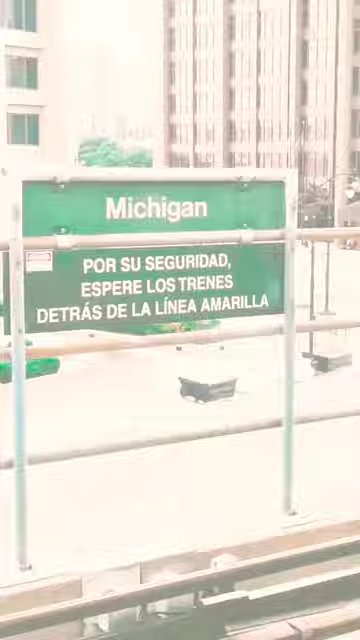 Michigan
POR SU SEGURIDAD,
ESPERE LOS TRENES
DETRÁS DE LA LÍNEA AMARILLA